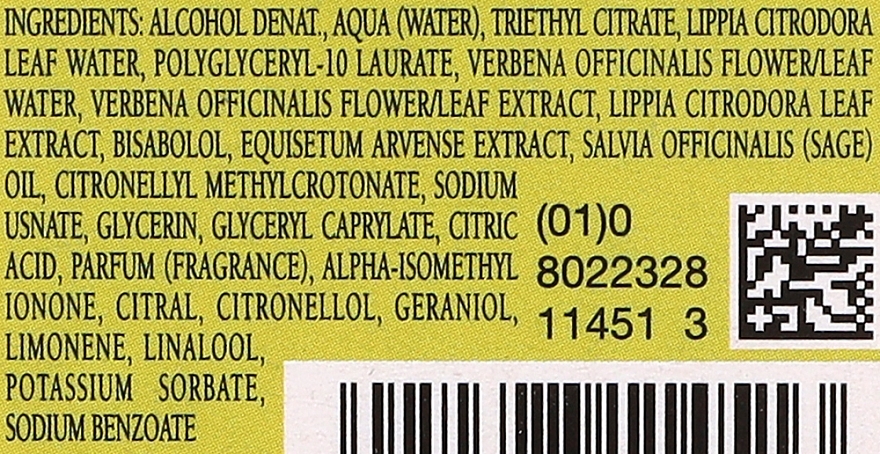 INGREDIENTS: ALCOHOL DENAT., AQUA (WATER), TRIETHYL CITRATE, LIPPIA CITRODORA
LEAF WATER, POLYGLYCERYL-10 LAURATE, VERBENA OFFICINALIS FLOWER/LEAF
WATER, VERBENA OFFICINALIS FLOWER/LEAF EXTRACT, LIPPIA CITRODORA LEAF
EXTRACT, BISABOLOL, EQUISETUM ARVENSE EXTRACT, SALVIA OFFICINALIS (SAGE)
OIL, CITRONELLYL METHYLCROTONATE, SODIUM
USNATE, GLYCERIN, GLYCERYL CAPRYLATE, CITRIC
ACID, PARFUM (FRAGRANCE), ALPHA-ISOMETHYL
IONONE, CITRAL, CITRONELLOL, GERANIOL,
LIMONENE, LINALOOL,
POTASSIUM SORBATE,
SODIUM BENZOATE
(01)0
8022328
11451 3